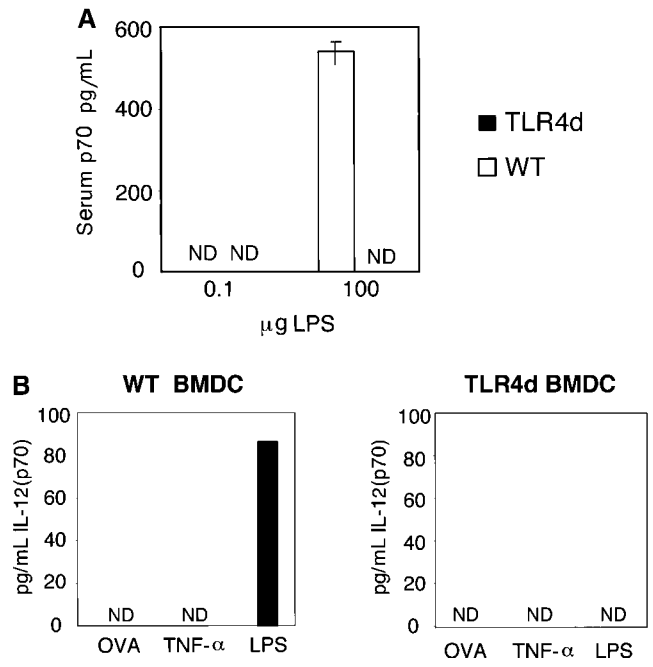 A
600
400
200
0
Serum p70 pg/mL
ND ND
ND
0.1 100
μg LPS
TLR4d
WT
B
WT BMDC
100
80
60
40
20
0
pg/mL IL-12(p70)
ND ND
OVA TNF-α LPS
TLR4d BMDC
100
80
60
40
20
0
pg/mL IL-12(p70)
ND ND ND
OVA TNF-α LPS